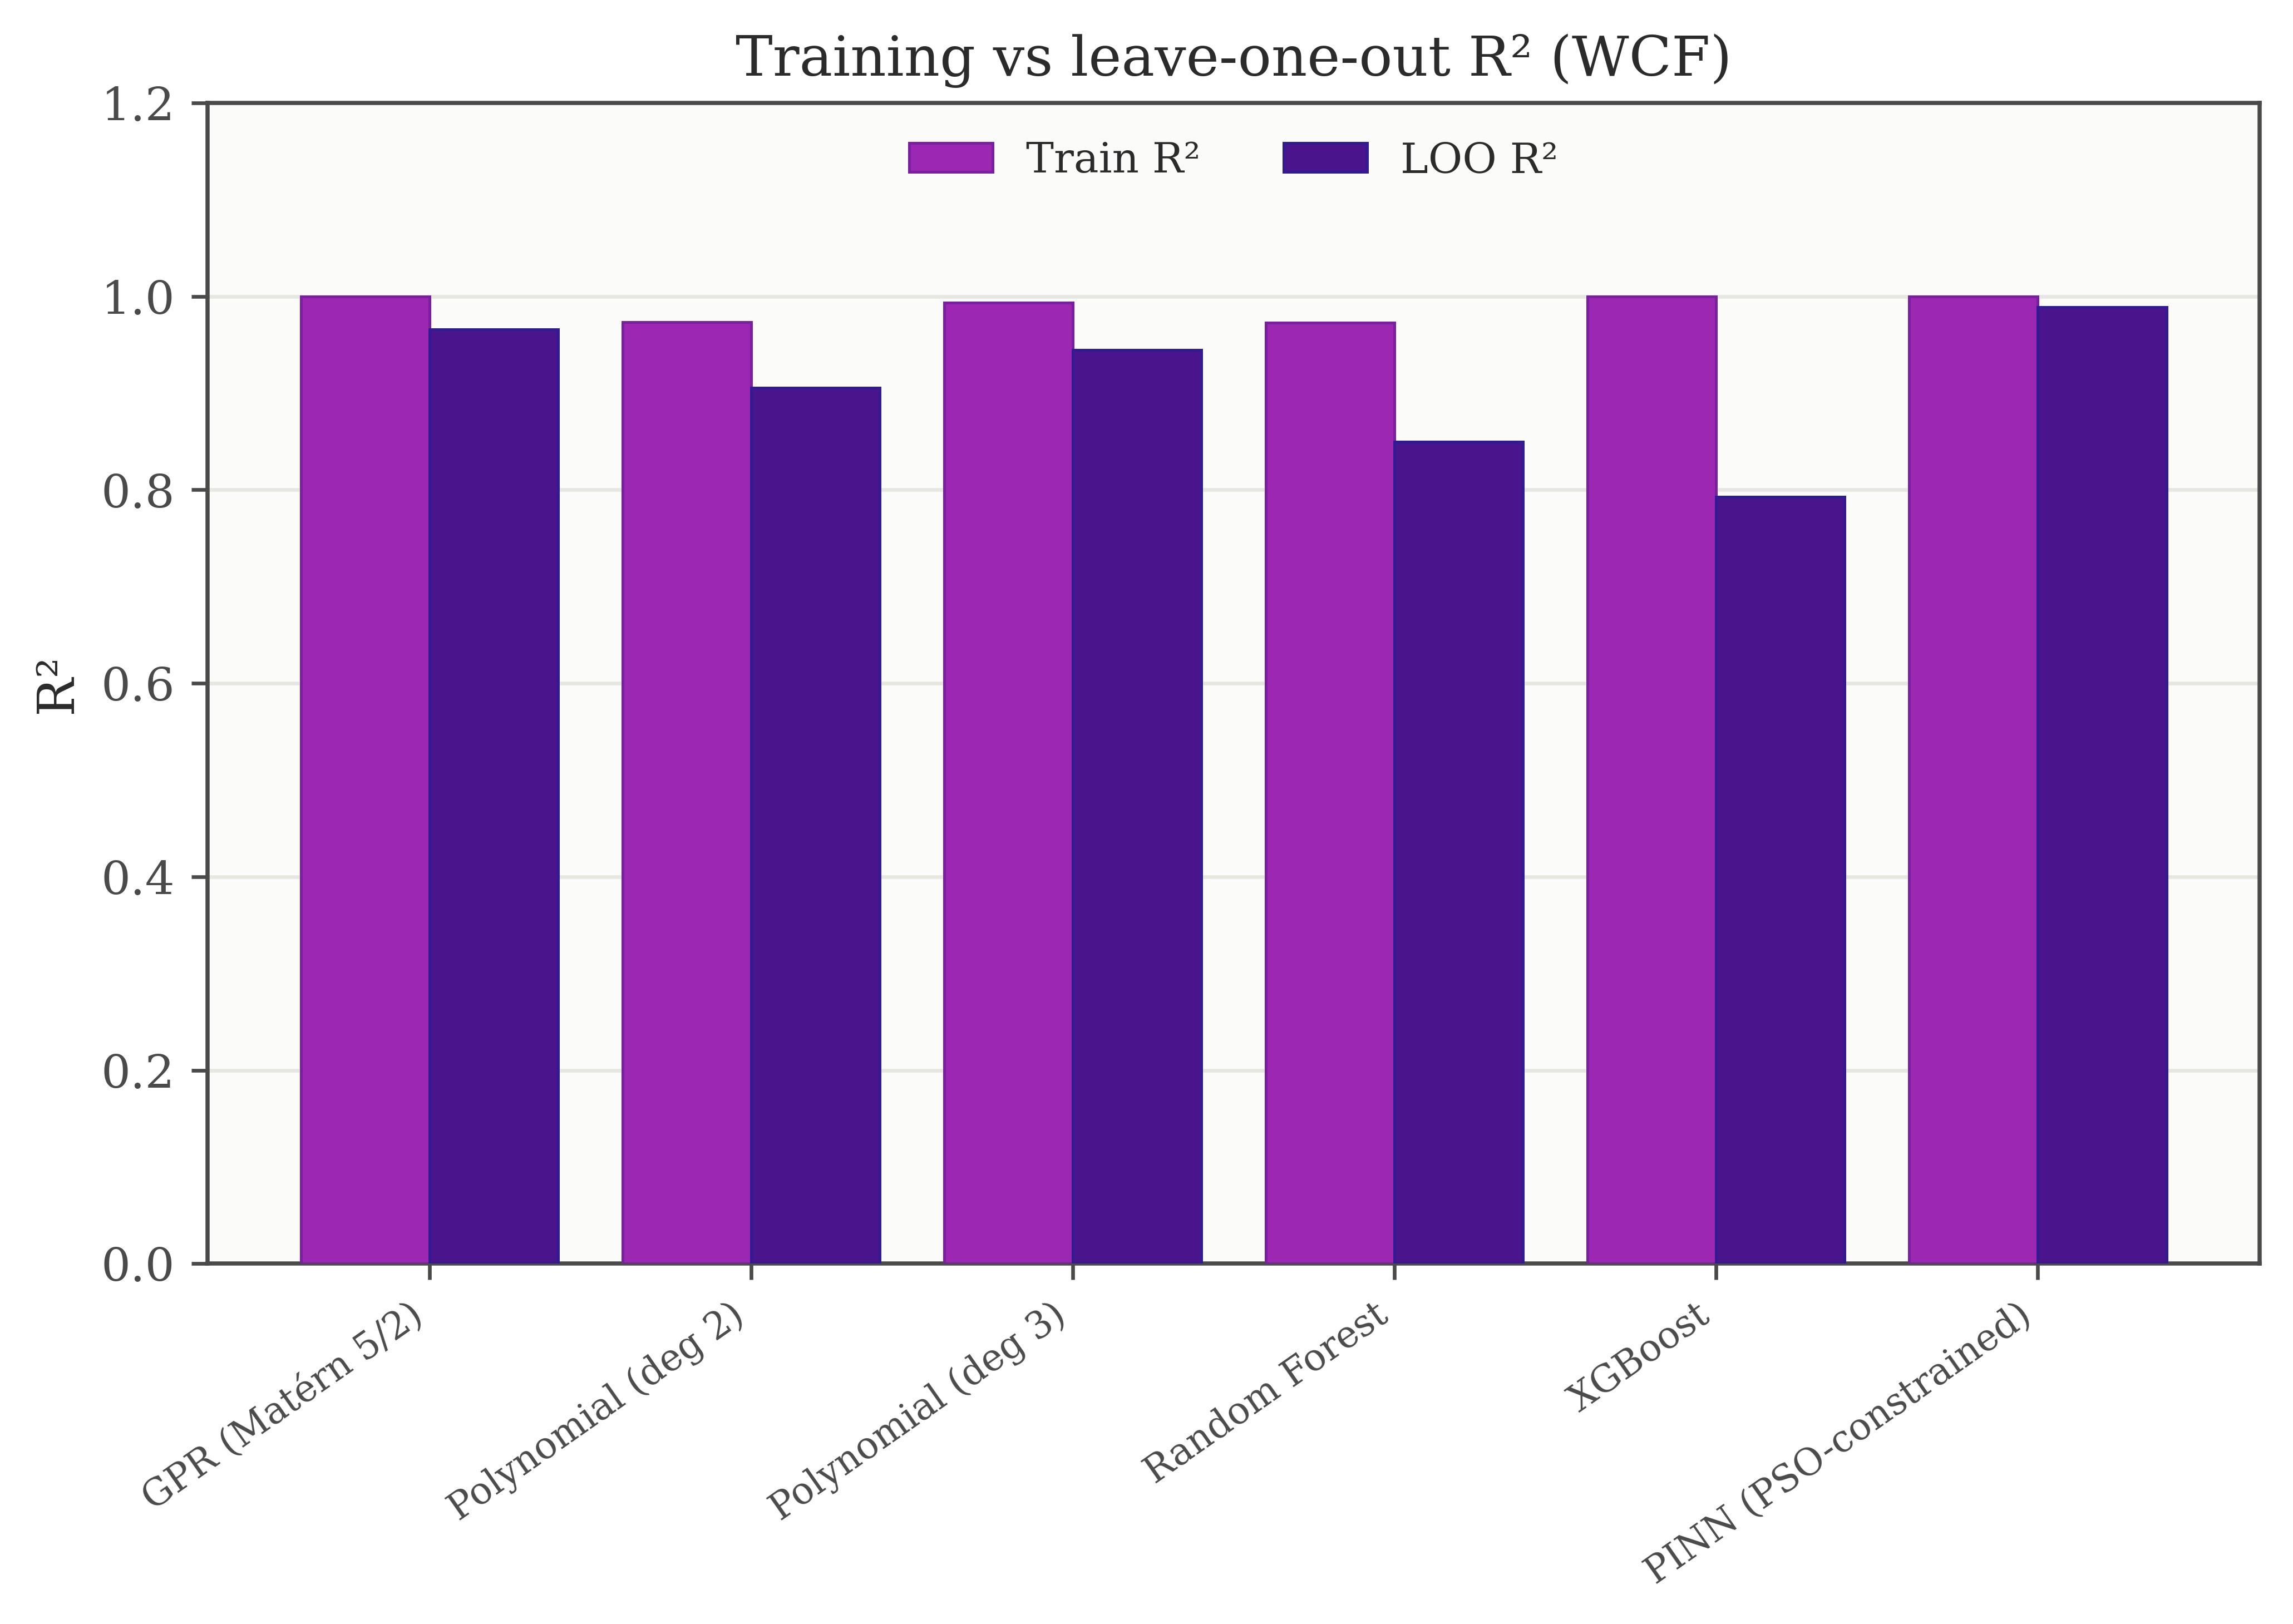 Training vs leave-one-out R² (WCF)
Train R²
LOO R²
R²
1.2
1.0
0.8
0.6
0.4
0.2
0.0
GPR (Matérn 5/2)
Polynomial (deg 2)
Polynomial (deg 3)
Random Forest
XGBoost
PINN (PSO-constrained)